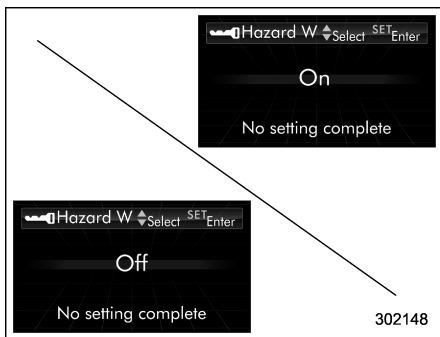 Hazard W Select SET Enter
On
No setting complete
Hazard W Select SET Enter
Off
No setting complete
302148